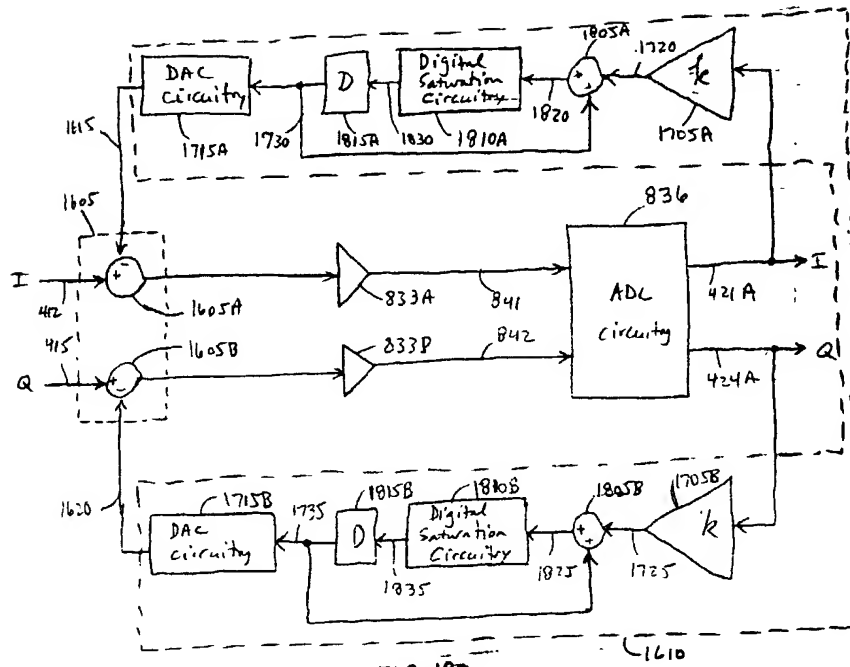 1805A
1720
DAC
Circuitry
D
Digital
Saturation
Circuitry
k
1615
1715A
1730
1815A
1830
1810A
1820
1705A
1605
836
I
412
1605A
833A
841
ADC
circuitry
421A
I
Q
415
1605B
833B
842
424A
Q
1620
1715B
1735
1815B
1810B
1805B
1705B
DAC
circuitry
D
Digital
Saturation
Circuitry
k
1835
1825
1725
1610